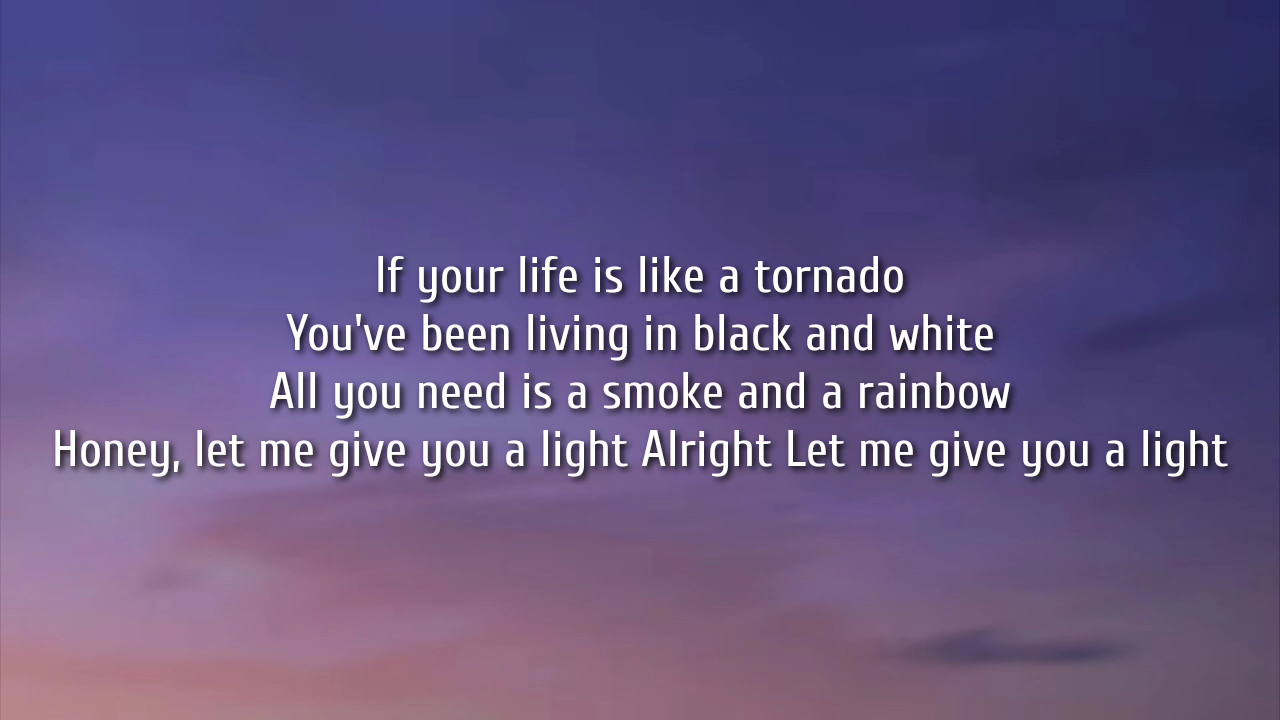 If your life is like a tornado
You've been living in black and white
All you need is a smoke and a rainbow
Honey, let me give you a light Alright Let me give you a light